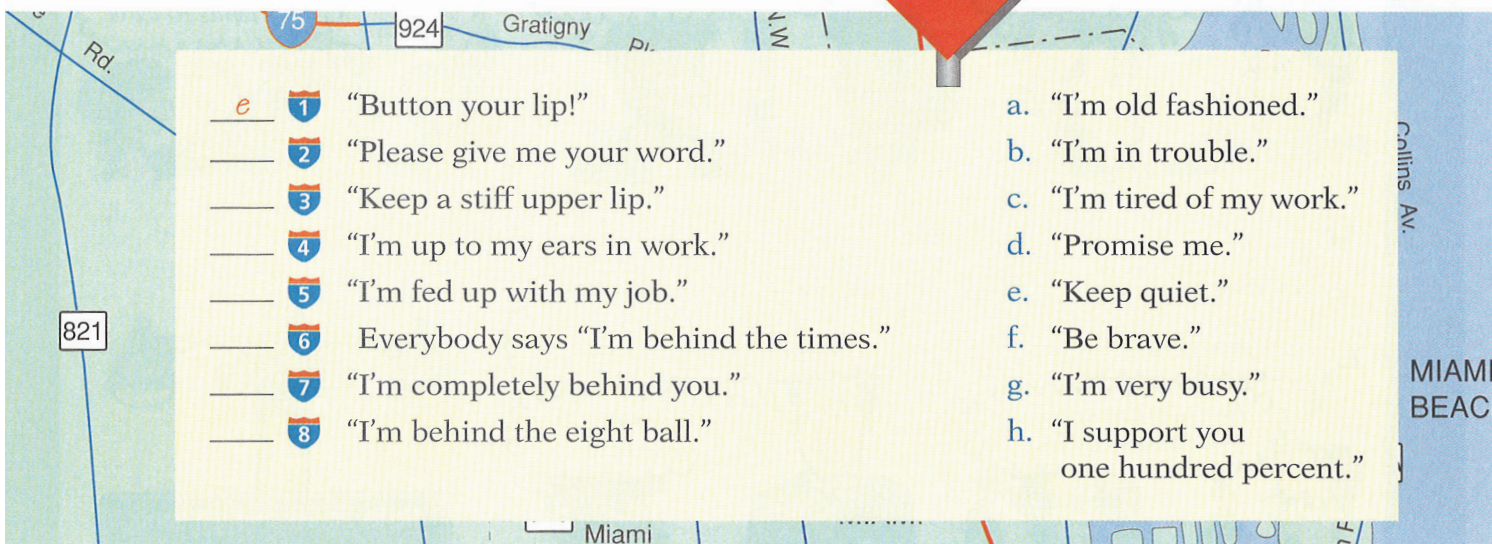 75
924
Gratigny
N.W
Rd.
e 1 “Button your lip!”
2 “Please give me your word.”
3 “Keep a stiff upper lip.”
4 “I'm up to my ears in work.”
5 “I'm fed up with my job.”
6 Everybody says “I'm behind the times.”
7 “I'm completely behind you.”
8 “I'm behind the eight ball.”
a. “I'm old fashioned.”
b. “I'm in trouble.”
c. “I'm tired of my work.”
d. “Promise me.”
e. “Keep quiet.”
f. “Be brave.”
g. “I'm very busy.”
h. “I support you
one hundred percent.”
Collins Av.
821
MIAMI
BEAC
Miami